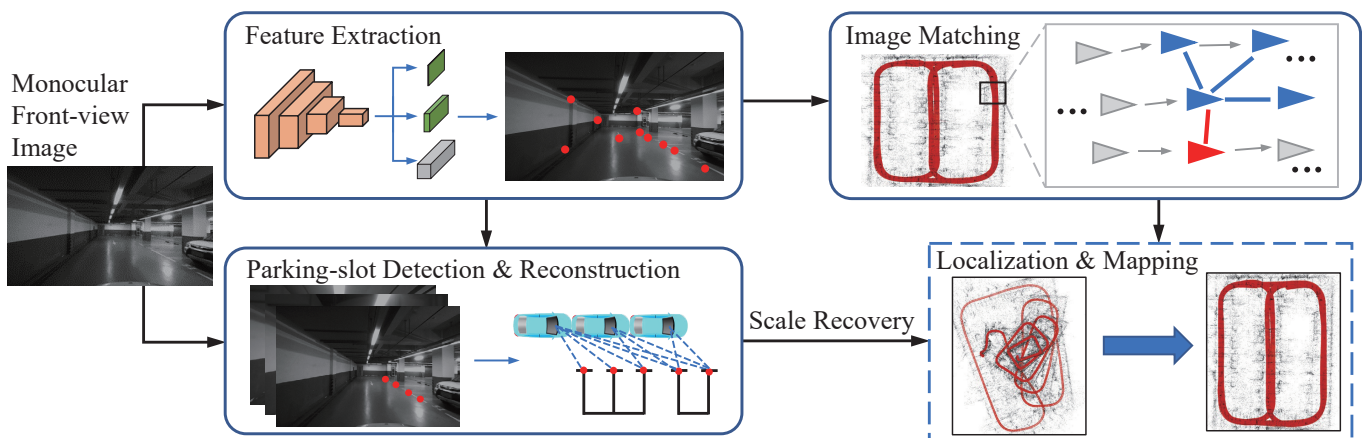 Monocular
Front-view
Image
Feature Extraction
Image Matching
Parking-slot Detection & Reconstruction
Scale Recovery
Localization & Mapping